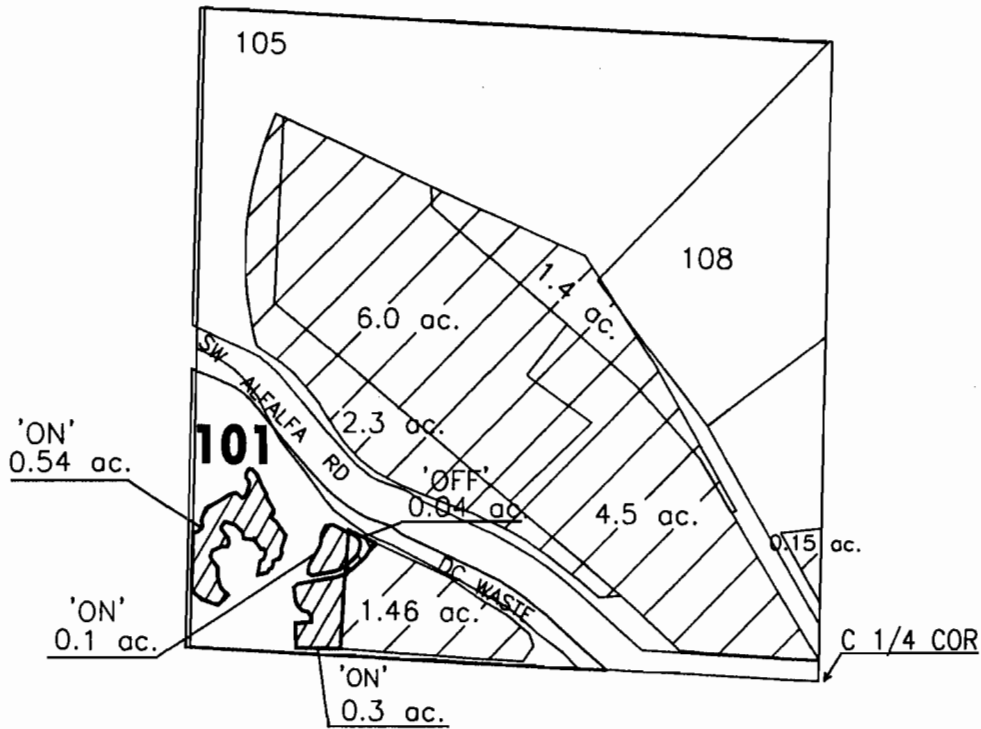 105
108
1.4 ac.
6.0 ac.
SW ALFALFA RD
2.3 ac.
'ON'
0.54 ac.
101
'OFF'
0.04 ac.
4.5 ac.
0.15 ac.
DC WASTE
'ON'
0.1 ac.
1.46 ac.
C 1/4 COR
'ON'
0.3 ac.